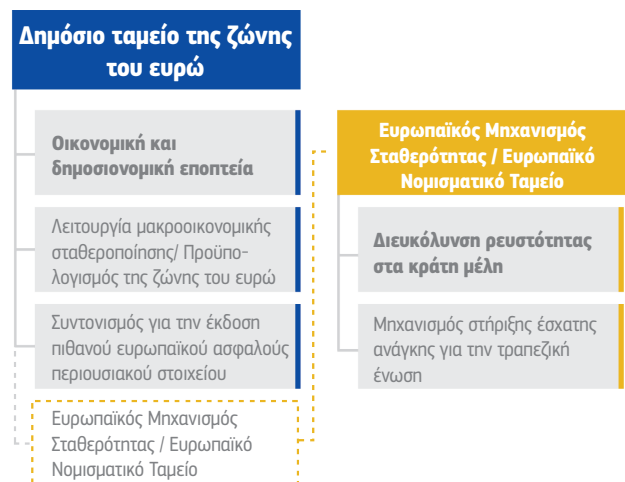 Δημόσιο ταμείο της ζώνης
του ευρώ
Οικονομική και
δημοσιονομική εποπτεία
Λειτουργία μακροοικονομικής
σταθεροποίησης/ Προϋπο-
λογισμός της ζώνης του ευρώ
Συντονισμός για την έκδοση
πιθανού ευρωπαϊκού ασφαλούς
περιουσιακού στοιχείου
Ευρωπαϊκός Μηχανισμός
Σταθερότητας / Ευρωπαϊκό
Νομισματικό Ταμείο
Ευρωπαϊκός Μηχανισμός
Σταθερότητας / Ευρωπαϊκό
Νομισματικό Ταμείο
Διευκόλυνση ρευστότητας
στα κράτη μέλη
Μηχανισμός στήριξης έσχατης
ανάγκης για την τραπεζική
ένωση